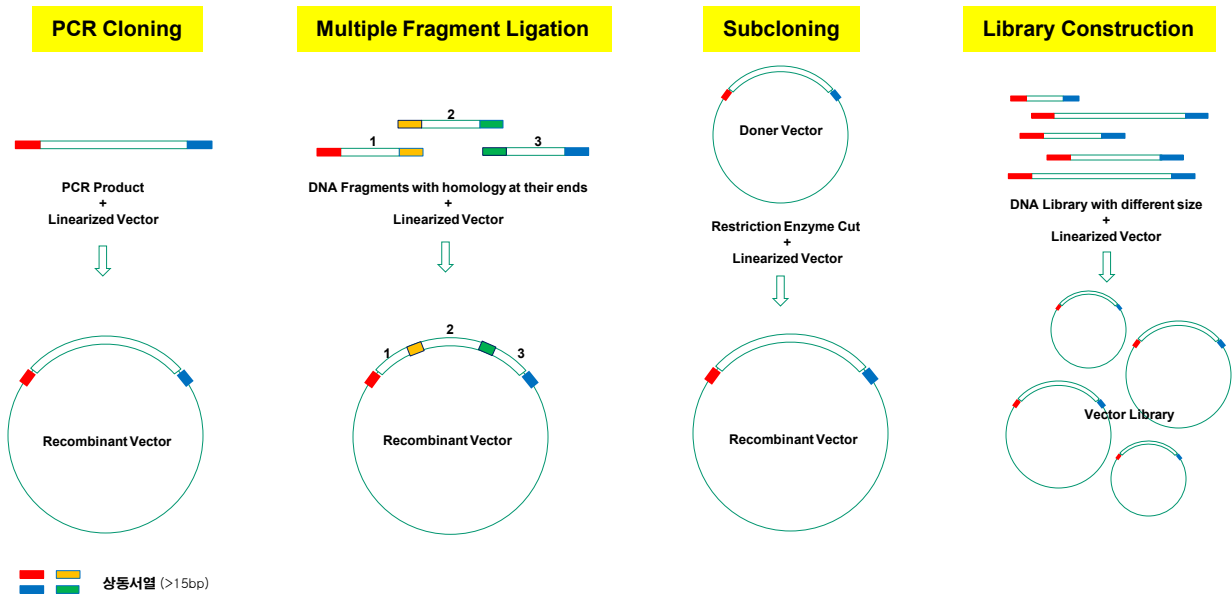 PCR Cloning
PCR Product
+
Linearized Vector
Recombinant Vector
Multiple Fragment Ligation
2
1
3
DNA Fragments with homology at their ends
+
Linearized Vector
2
1
3
Recombinant Vector
Subcloning
Doner Vector
Restriction Enzyme Cut
+
Linearized Vector
Recombinant Vector
Library Construction
DNA Library with different size
+
Linearized Vector
Vector Library
상동서열 (>15bp)